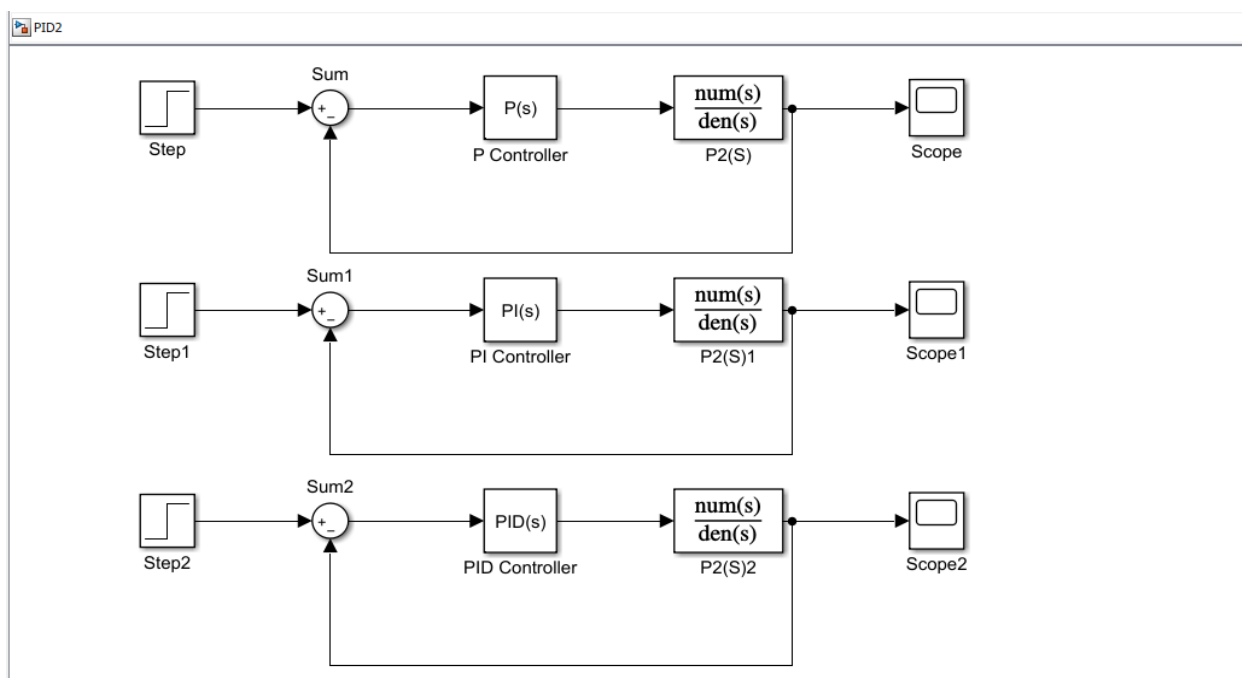 PID2
Sum
+
-
P(s)
num(s)
den(s)
Step
P Controller
P2(S)
Scope
Sum1
+
-
PI(s)
num(s)
den(s)
Step1
PI Controller
P2(S)1
Scope1
Sum2
+
-
PID(s)
num(s)
den(s)
Step2
PID Controller
P2(S)2
Scope2